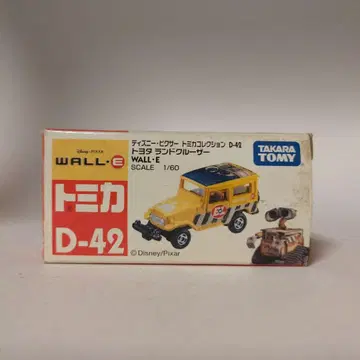 Disney·PIXAR
WALL·E
トミカ
D-42
ディズニー・ピクサー トミカコレクション D-42
トヨタ ランドクルーザー
WALL·E
SCALE 1/60
TAKARA
TOMY
© Disney/Pixar